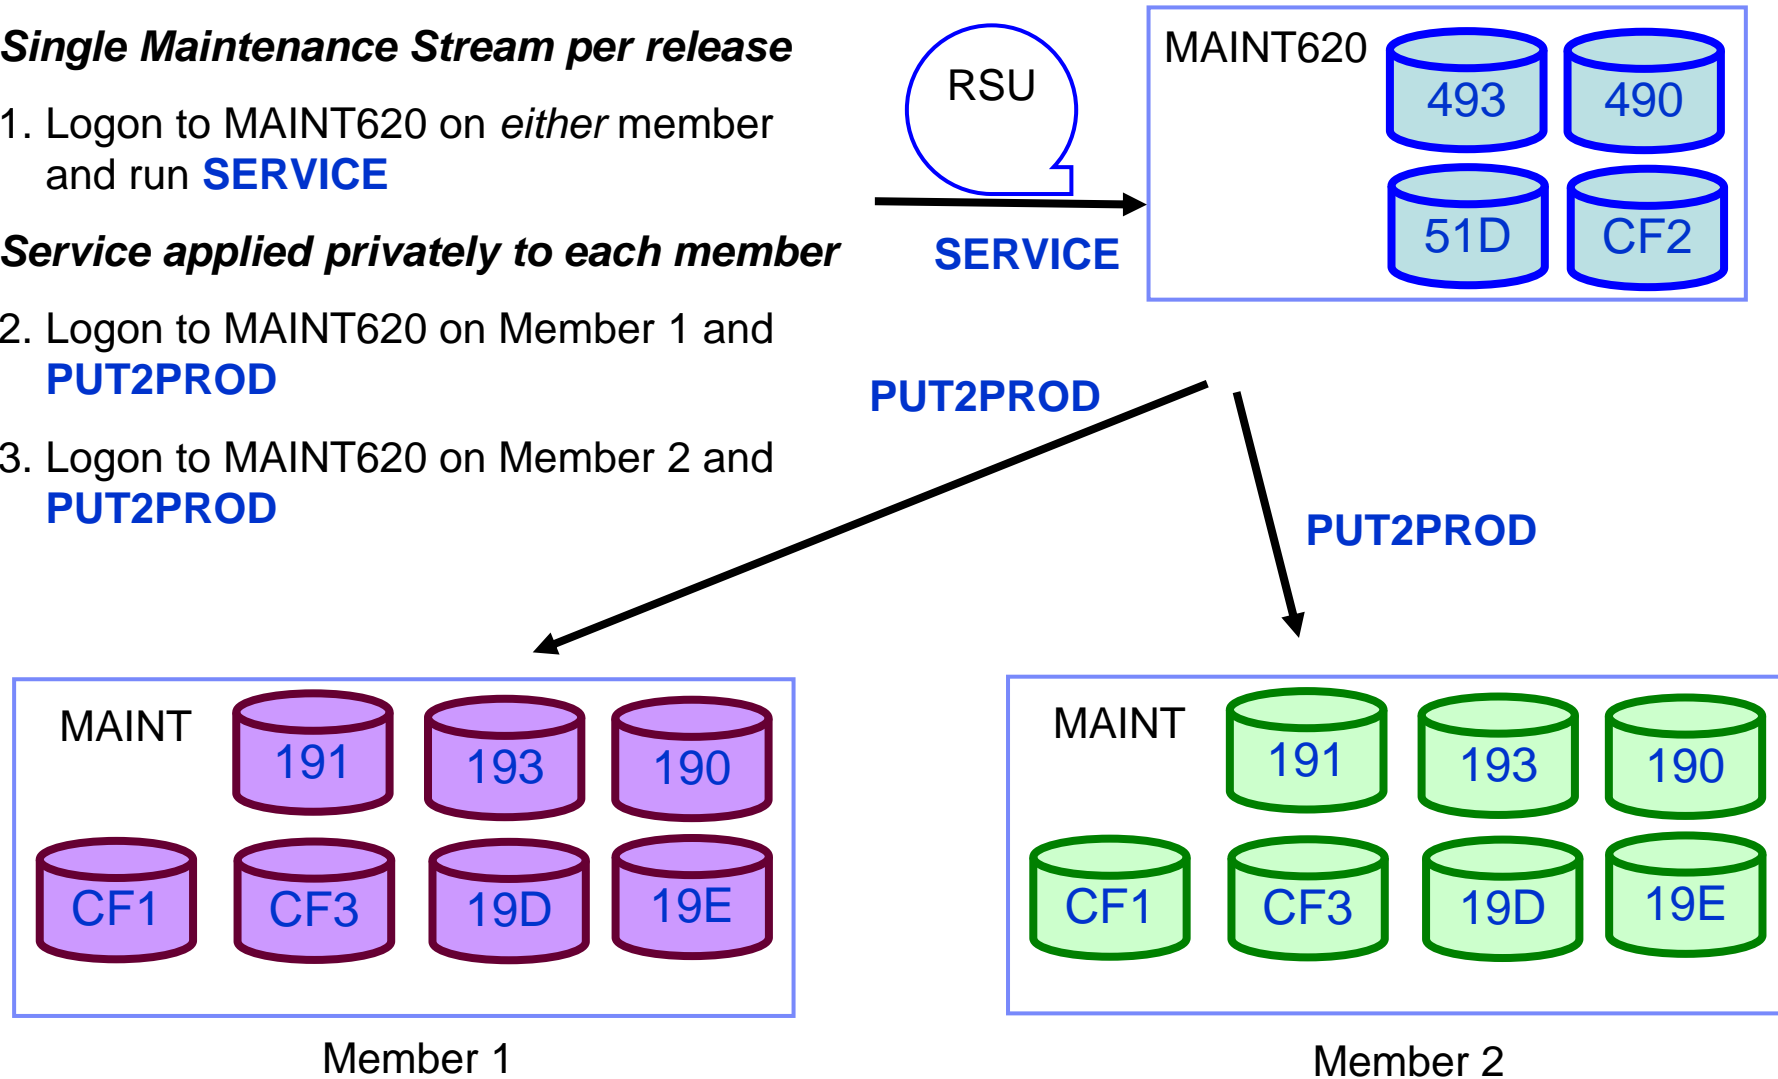 Single Maintenance Stream per release
1. Logon to MAINT620 on either member
and run SERVICE
Service applied privately to each member
2. Logon to MAINT620 on Member 1 and
PUT2PROD
3. Logon to MAINT620 on Member 2 and
PUT2PROD
RSU
SERVICE
MAINT620
493
490
51D
CF2
PUT2PROD
PUT2PROD
MAINT
191
193
190
CF1
CF3
19D
19E
Member 1
MAINT
191
193
190
CF1
CF3
19D
19E
Member 2